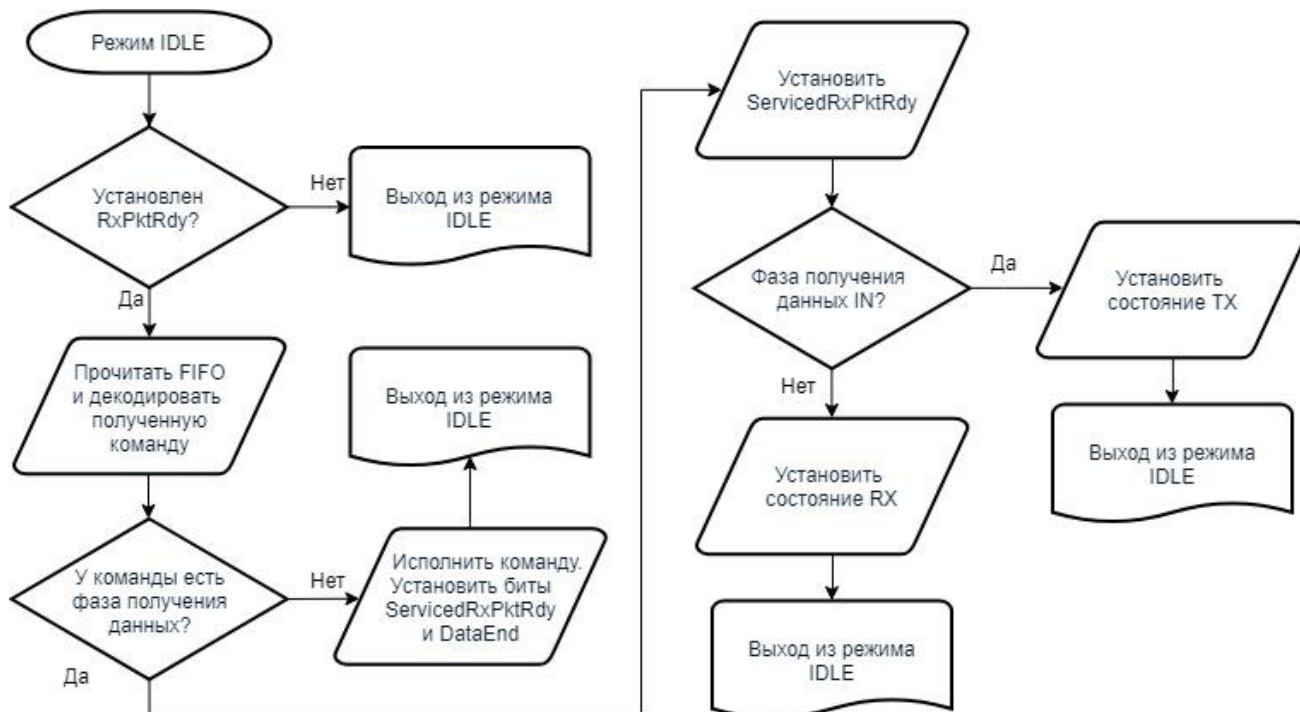 Режим IDLE
Установлен
RxPktRdy?
Нет
Выход из режима
IDLE
Да
Прочитать FIFO
и декодировать
полученную
команду
Выход из режима
IDLE
У команды есть
фаза получения
данных?
Нет
Исполнить команду.
Установить биты
ServicedRxPktRdy
и DataEnd
Да
Установить
ServicedRxPktRdy
Фаза получения
данных IN?
Да
Установить
состояние TX
Выход из режима
IDLE
Нет
Установить
состояние RX
Выход из режима
IDLE